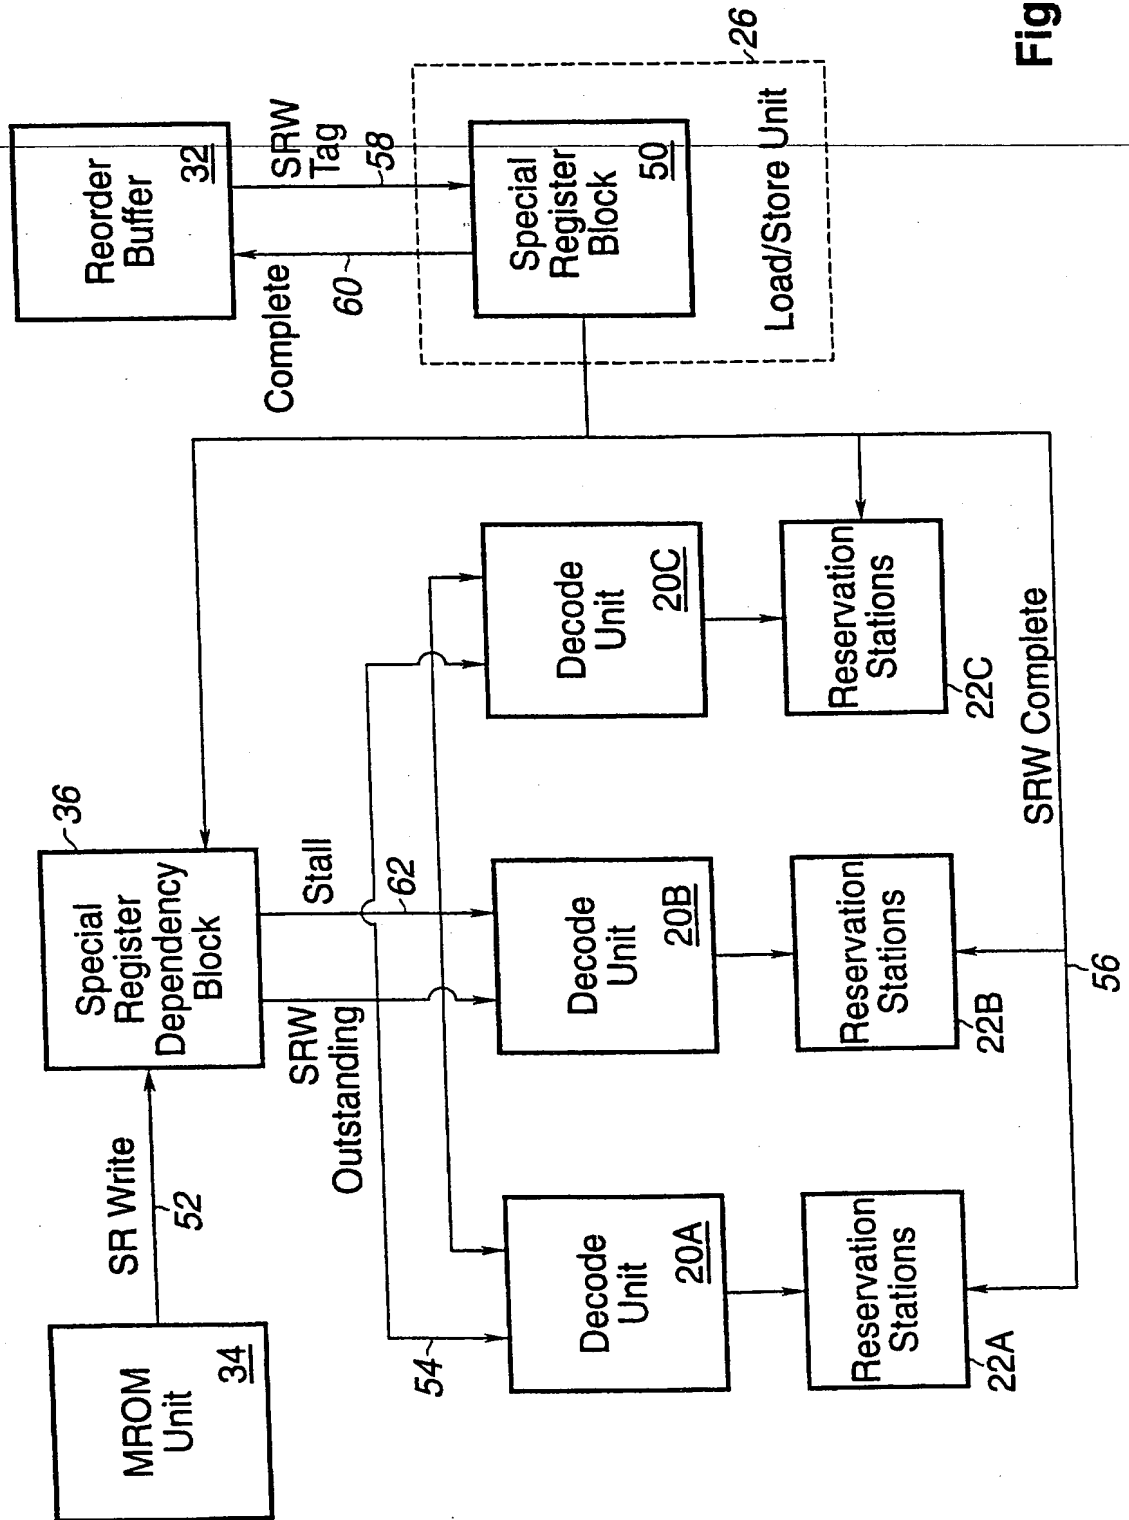 Fig
MROM
Unit
34
SR Write
52
Special
Register
Dependency
Block
36
Reorder
Buffer
32
SRW
Tag
58
Complete
60
Special
Register
Block
50
Load/Store Unit
26
SRW
Outstanding
54
Stall
62
Decode
Unit
20A
Decode
Unit
20B
Decode
Unit
20C
Reservation
Stations
22A
Reservation
Stations
22B
Reservation
Stations
22C
SRW Complete
56